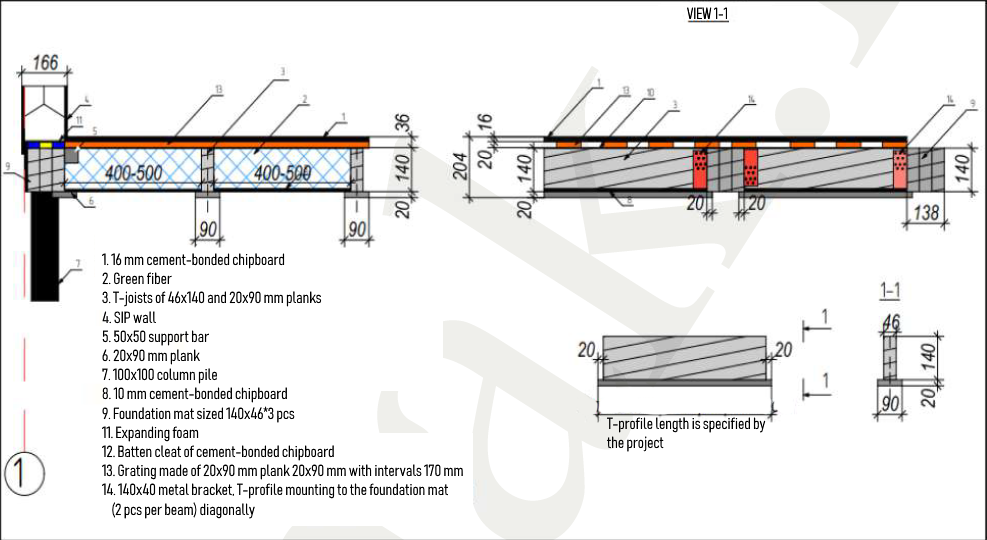 VIEW 1-1
166
4
11
5
13
3
2
1
36
140
20
9
400-500
400-500
6
90
90
7
1
13
10
3
14
14
9
16
20
204
140
20
8
20
20
140
138
1. 16 mm cement-bonded chipboard
2. Green fiber
3. T-joists of 46x140 and 20x90 mm planks
4. SIP wall
5. 50x50 support bar
6. 20x90 mm plank
7. 100x100 column pile
8. 10 mm cement-bonded chipboard
9. Foundation mat sized 140x46*3 pcs
11. Expanding foam
12. Batten cleat of cement-bonded chipboard
13. Grating made of 20x90 mm plank 20x90 mm with intervals 170 mm
14. 140x40 metal bracket, T-profile mounting to the foundation mat
(2 pcs per beam) diagonally
1
20
20
1
1
T-profile length is specified by
the project
1-1
46
140
20
90